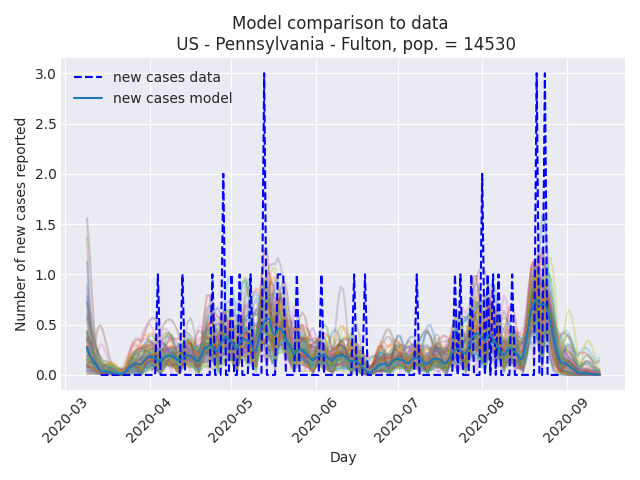 Model comparison to data
US - Pennsylvania - Fulton, pop. = 14530
new cases data
new cases model
Number of new cases reported
3.0
2.5
2.0
1.5
1.0
0.5
0.0
2020-03
2020-04
2020-05
2020-06
2020-07
2020-08
2020-09
Day